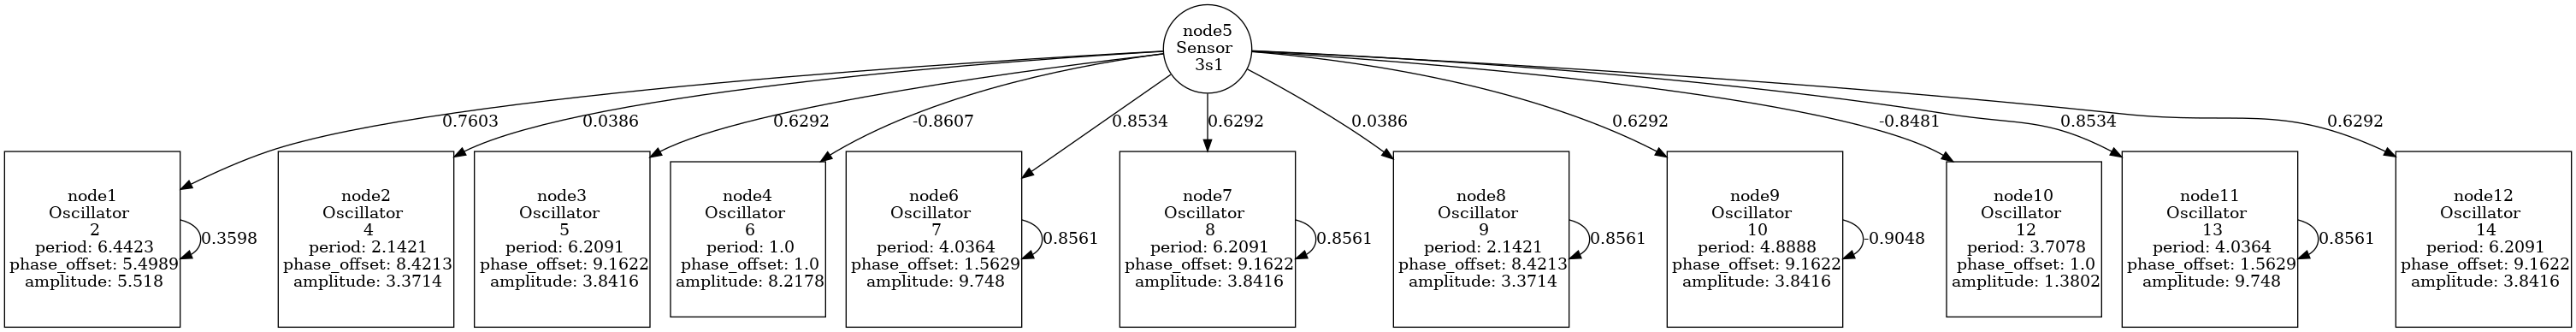 node5
Sensor
3s1
0.7603
0.0386
0.6292
-0.8607
0.8534
0.6292
0.0386
0.6292
-0.8481
0.8534
0.6292
node1
Oscillator
2
period: 6.4423
phase_offset: 5.4989
amplitude: 5.518
0.3598
node2
Oscillator
4
period: 2.1421
phase_offset: 8.4213
amplitude: 3.3714
node3
Oscillator
5
period: 6.2091
phase_offset: 9.1622
amplitude: 3.8416
node4
Oscillator
6
period: 1.0
phase_offset: 1.0
amplitude: 8.2178
node6
Oscillator
7
period: 4.0364
phase_offset: 1.5629
amplitude: 9.748
0.8561
node7
Oscillator
8
period: 6.2091
phase_offset: 9.1622
amplitude: 3.8416
0.8561
node8
Oscillator
9
period: 2.1421
phase_offset: 8.4213
amplitude: 3.3714
0.8561
node9
Oscillator
10
period: 4.8888
phase_offset: 9.1622
amplitude: 3.8416
-0.9048
node10
Oscillator
12
period: 3.7078
phase_offset: 1.0
amplitude: 1.3802
node11
Oscillator
13
period: 4.0364
phase_offset: 1.5629
amplitude: 9.748
0.8561
node12
Oscillator
14
period: 6.2091
phase_offset: 9.1622
amplitude: 3.8416